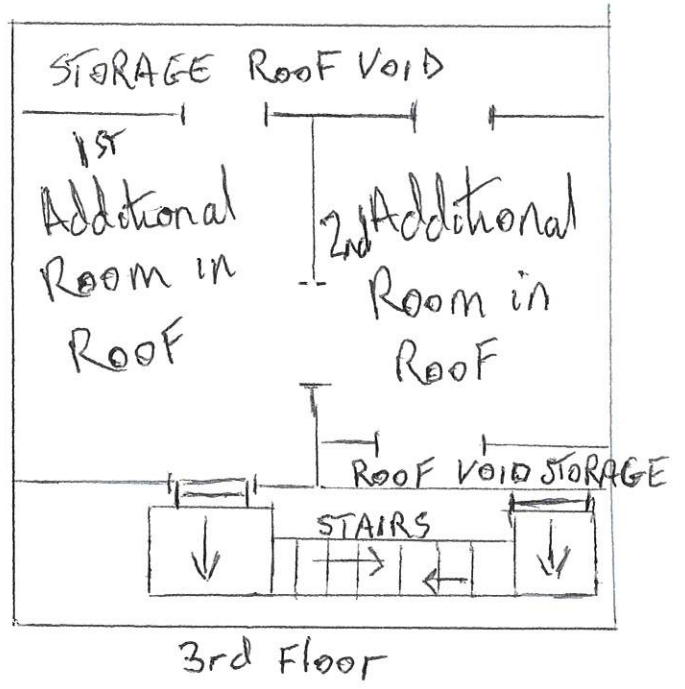 STORAGE ROOF VOID
1ST
Additional
Room in
ROOF
2nd Additional
Room in
ROOF
ROOF VOID STORAGE
STAIRS
3rd Floor